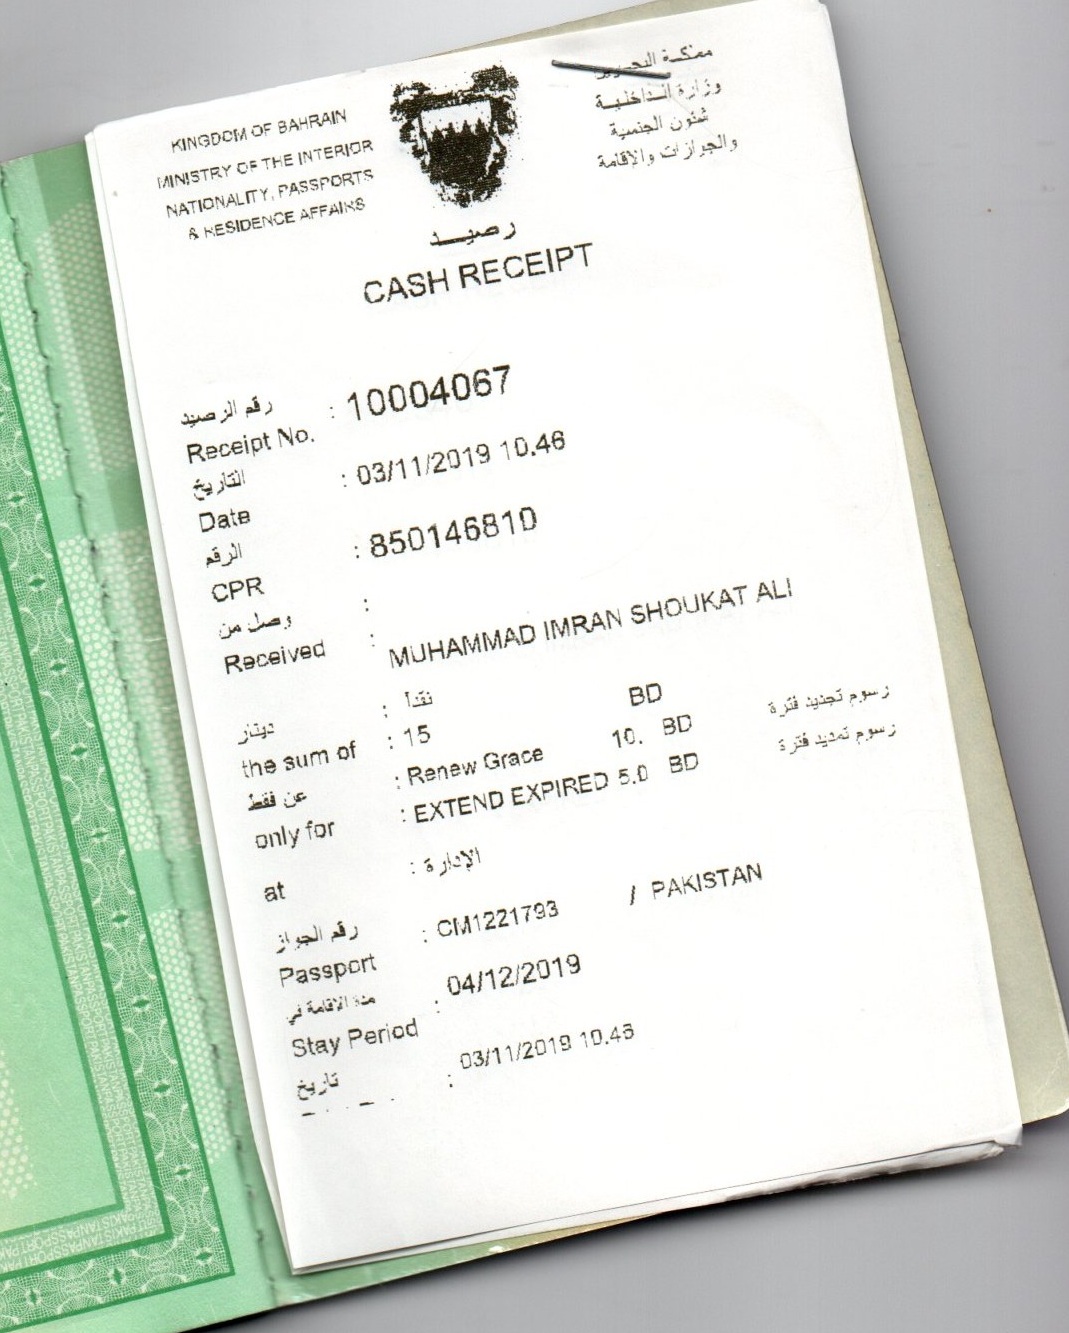 KINGDOM OF BAHRAIN
MINISTRY OF THE INTERIOR
NATIONALITY, PASSPORTS
& RESIDENCE AFFAIRS
مملكة البحرين
وزارة الداخلية
شئون الجنسية
والجوازات والاقامة
رصيد
CASH RECEIPT
رقم الرصيد
Receipt No. : 10004067
التاريخ
Date : 03/11/2019 10.46
الرقم
CPR : 850146810
وصل من :
Received : MUHAMMAD IMRAN SHOUKAT ALI
دينار : نقدا
the sum of : 15 BD
عن فقط : Renew Grace 10. BD رسوم تجديد فترة
only for : EXTEND EXPIRED 5.0 BD رسوم تمديد فترة
at : الإدارة
رقم الجواز
Passport : CM1221793 / PAKISTAN
مدة الاقامة في
Stay Period : 04/12/2019
تاريخ : 03/11/2019 10.46